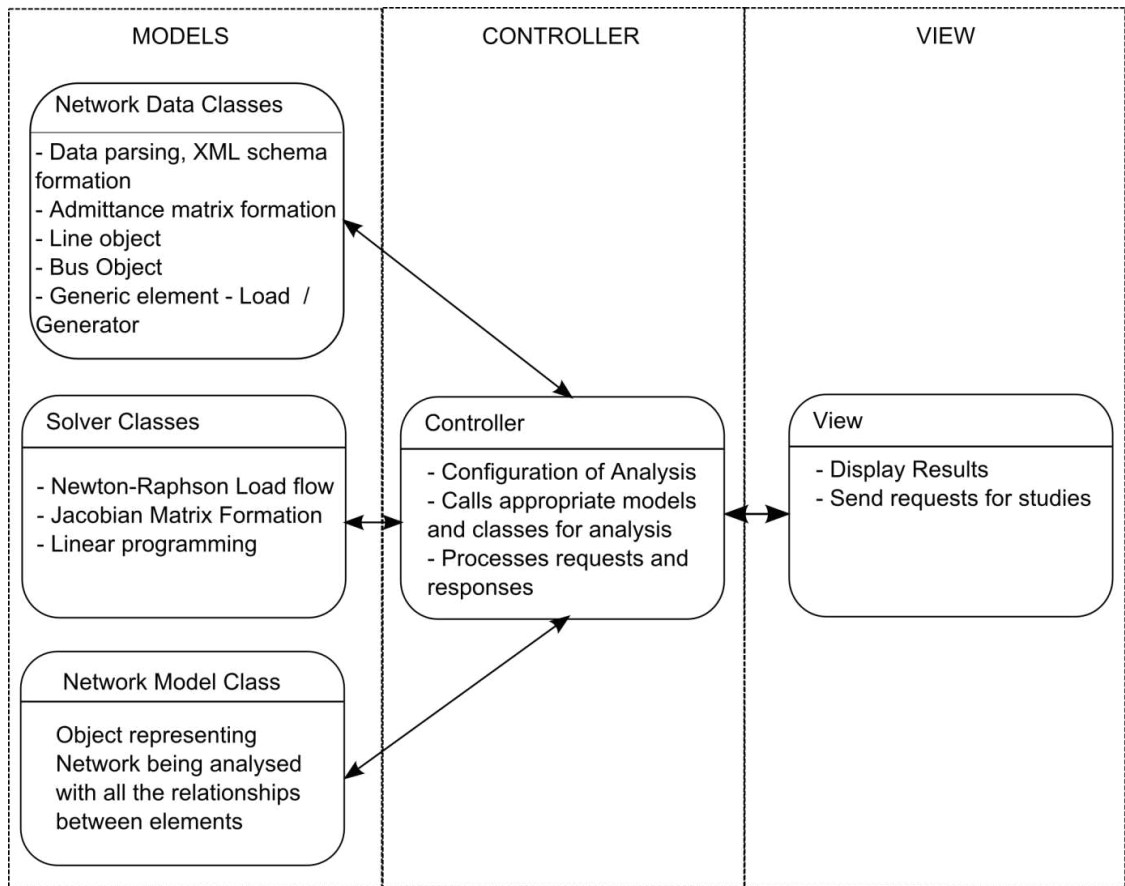 MODELS
CONTROLLER
VIEW
Network Data Classes
- Data parsing, XML schema
formation
- Admittance matrix formation
- Line object
- Bus Object
- Generic element - Load /
Generator
Solver Classes
- Newton-Raphson Load flow
- Jacobian Matrix Formation
- Linear programming
Network Model Class
Object representing
Network being analysed
with all the relationships
between elements
Controller
- Configuration of Analysis
- Calls appropriate models
and classes for analysis
- Processes requests and
responses
View
- Display Results
- Send requests for studies